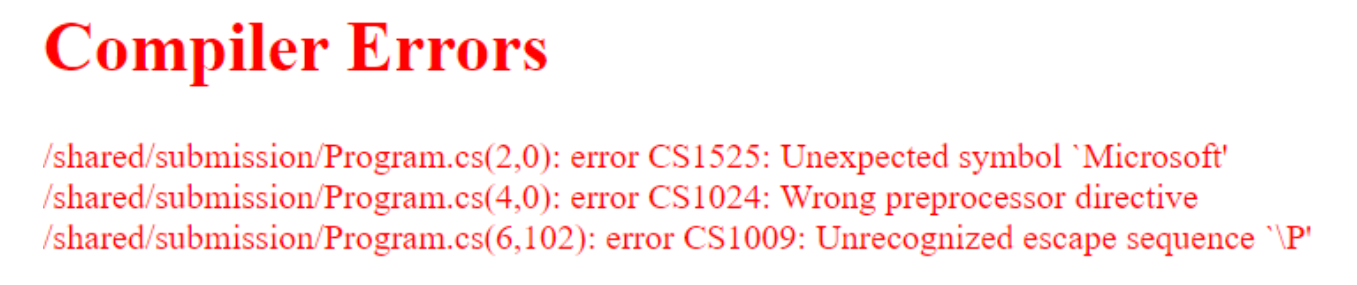 Compiler Errors
/shared/submission/Program.cs(2,0): error CS1525: Unexpected symbol `Microsoft'
/shared/submission/Program.cs(4,0): error CS1024: Wrong preprocessor directive
/shared/submission/Program.cs(6,102): error CS1009: Unrecognized escape sequence `\P'